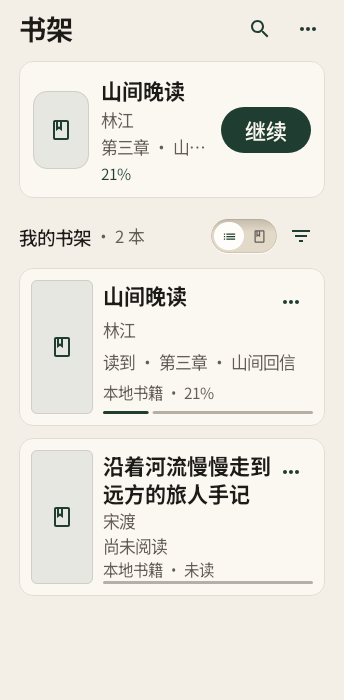 书架
山间晚读
林江
第三章 · 山…
21%
继续
我的书架 · 2 本
山间晚读
林江
读到 · 第三章 · 山间回信
本地书籍 · 21%
沿着河流慢慢走到
远方的旅人手记
宋渡
尚未阅读
本地书籍 · 未读